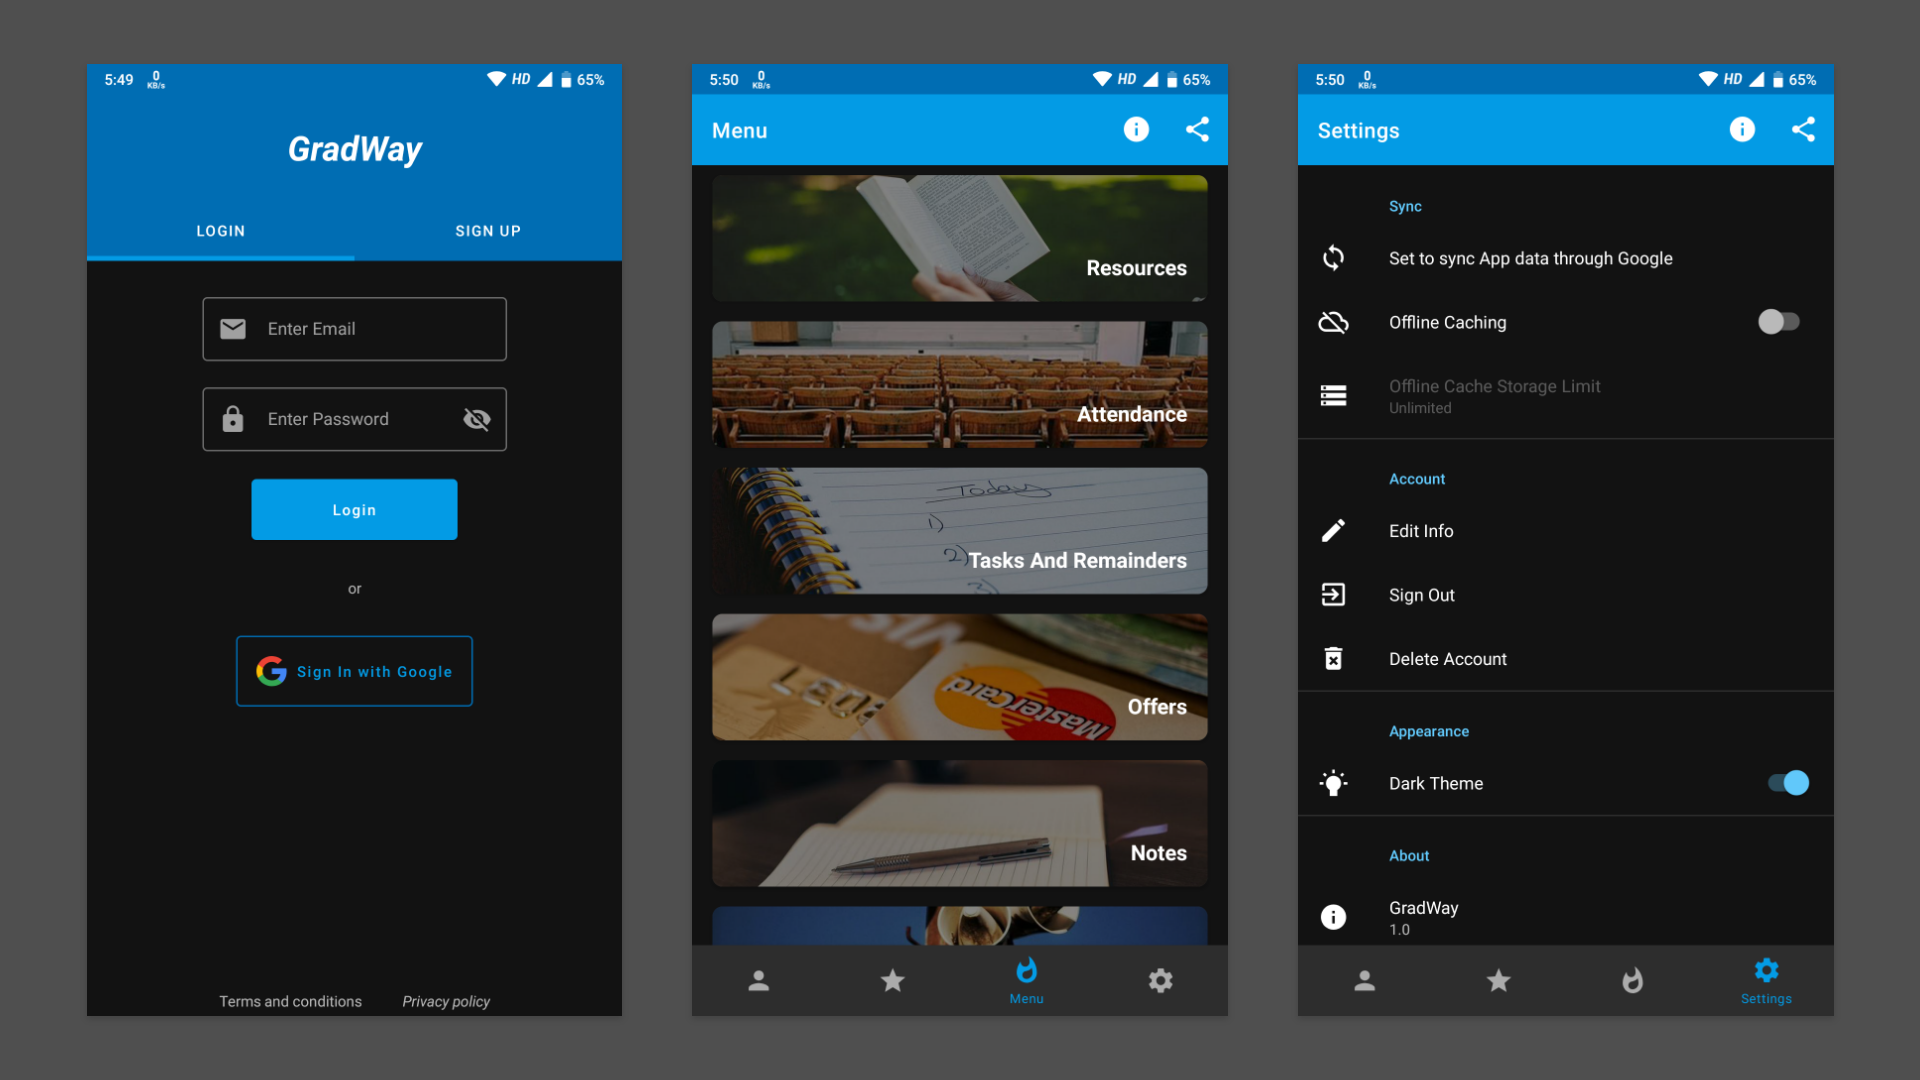 5:49 0 KB/s HD 65%
GradWay
LOGIN SIGN UP
Enter Email
Enter Password
Login
or
Sign In with Google
Terms and conditions Privacy policy
5:50 0 KB/s HD 65%
Menu
Resources
Attendance
Today
1)
2)
Tasks And Remainders
3)
VISA
LEO
MasterCard
Offers
Notes
Menu
5:50 0 KB/s HD 65%
Settings
Sync
Set to sync App data through Google
Offline Caching
Offline Cache Storage Limit
Unlimited
Account
Edit Info
Sign Out
Delete Account
Appearance
Dark Theme
About
GradWay
1.0
Settings